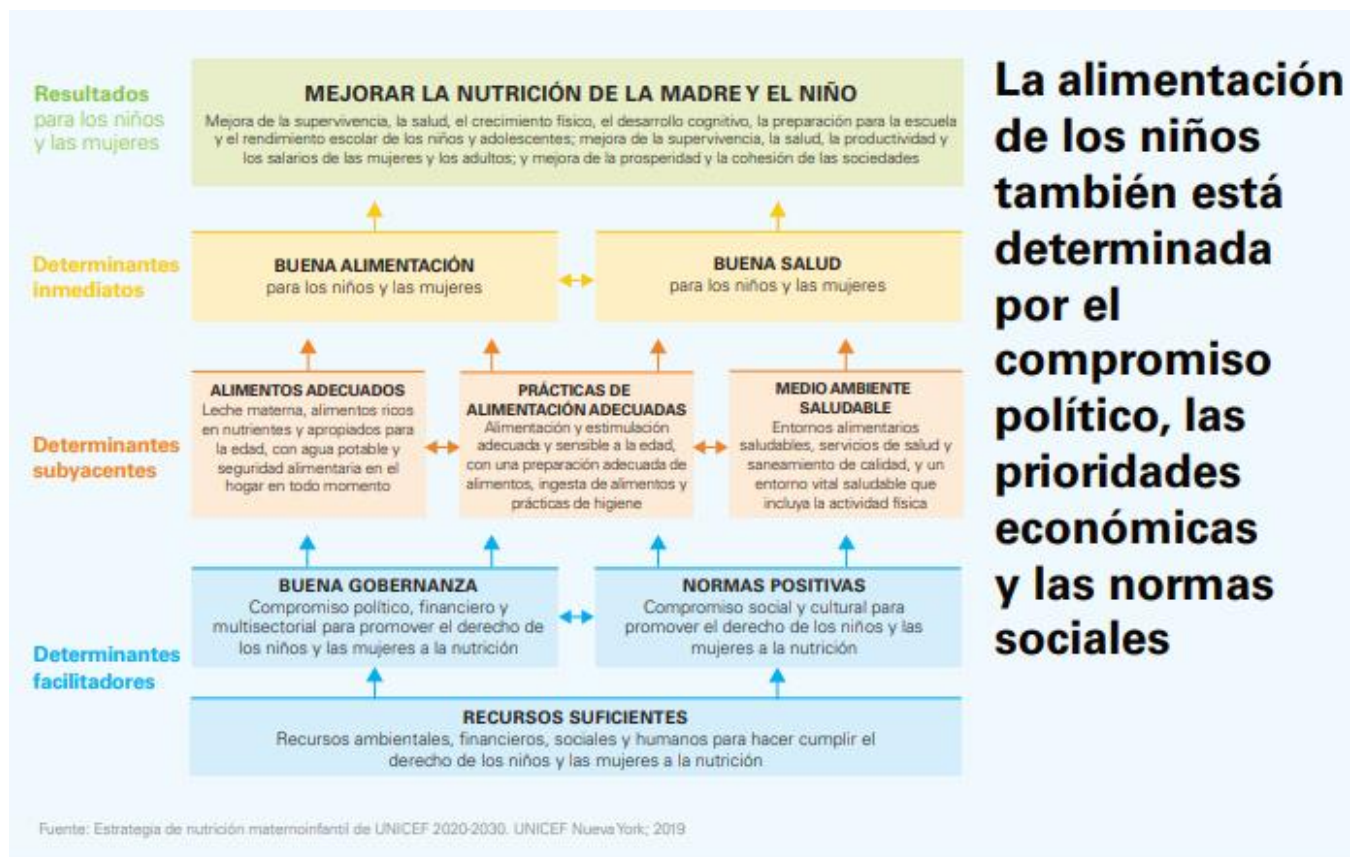 Resultados
para los niños
y las mujeres
MEJORAR LA NUTRICIÓN DE LA MADRE Y EL NIÑO
Mejora de la supervivencia, la salud, el crecimiento físico, el desarrollo cognitivo, la preparación para la escuela
y el rendimiento escolar de los niños y adolescentes; mejora de la supervivencia, la salud, la productividad y
los salarios de las mujeres y los adultos; y mejora de la prosperidad y la cohesión de las sociedades
Determinantes
inmediatos
BUENA ALIMENTACIÓN
para los niños y las mujeres
BUENA SALUD
para los niños y las mujeres
Determinantes
subyacentes
ALIMENTOS ADECUADOS
Leche materna, alimentos ricos
en nutrientes y apropiados para
la edad, con agua potable y
seguridad alimentaria en el
hogar en todo momento
PRÁCTICAS DE
ALIMENTACIÓN ADECUADAS
Alimentación y estimulación
adecuada y sensible a la edad,
con una preparación adecuada de
alimentos, ingesta de alimentos y
prácticas de higiene
MEDIO AMBIENTE
SALUDABLE
Entornos alimentarios
saludables, servicios de salud y
saneamiento de calidad, y un
entorno vital saludable que
incluya la actividad física
Determinantes
facilitadores
BUENA GOBERNANZA
Compromiso político, financiero y
multisectorial para promover el derecho de
los niños y las mujeres a la nutrición
NORMAS POSITIVAS
Compromiso social y cultural para
promover el derecho de los niños y las
mujeres a la nutrición
RECURSOS SUFICIENTES
Recursos ambientales, financieros, sociales y humanos para hacer cumplir el
derecho de los niños y las mujeres a la nutrición
La alimentación
de los niños
también está
determinada
por el
compromiso
político, las
prioridades
económicas
y las normas
sociales
Fuente: Estrategia de nutrición maternoinfantil de UNICEF 2020-2030. UNICEF Nueva York; 2019